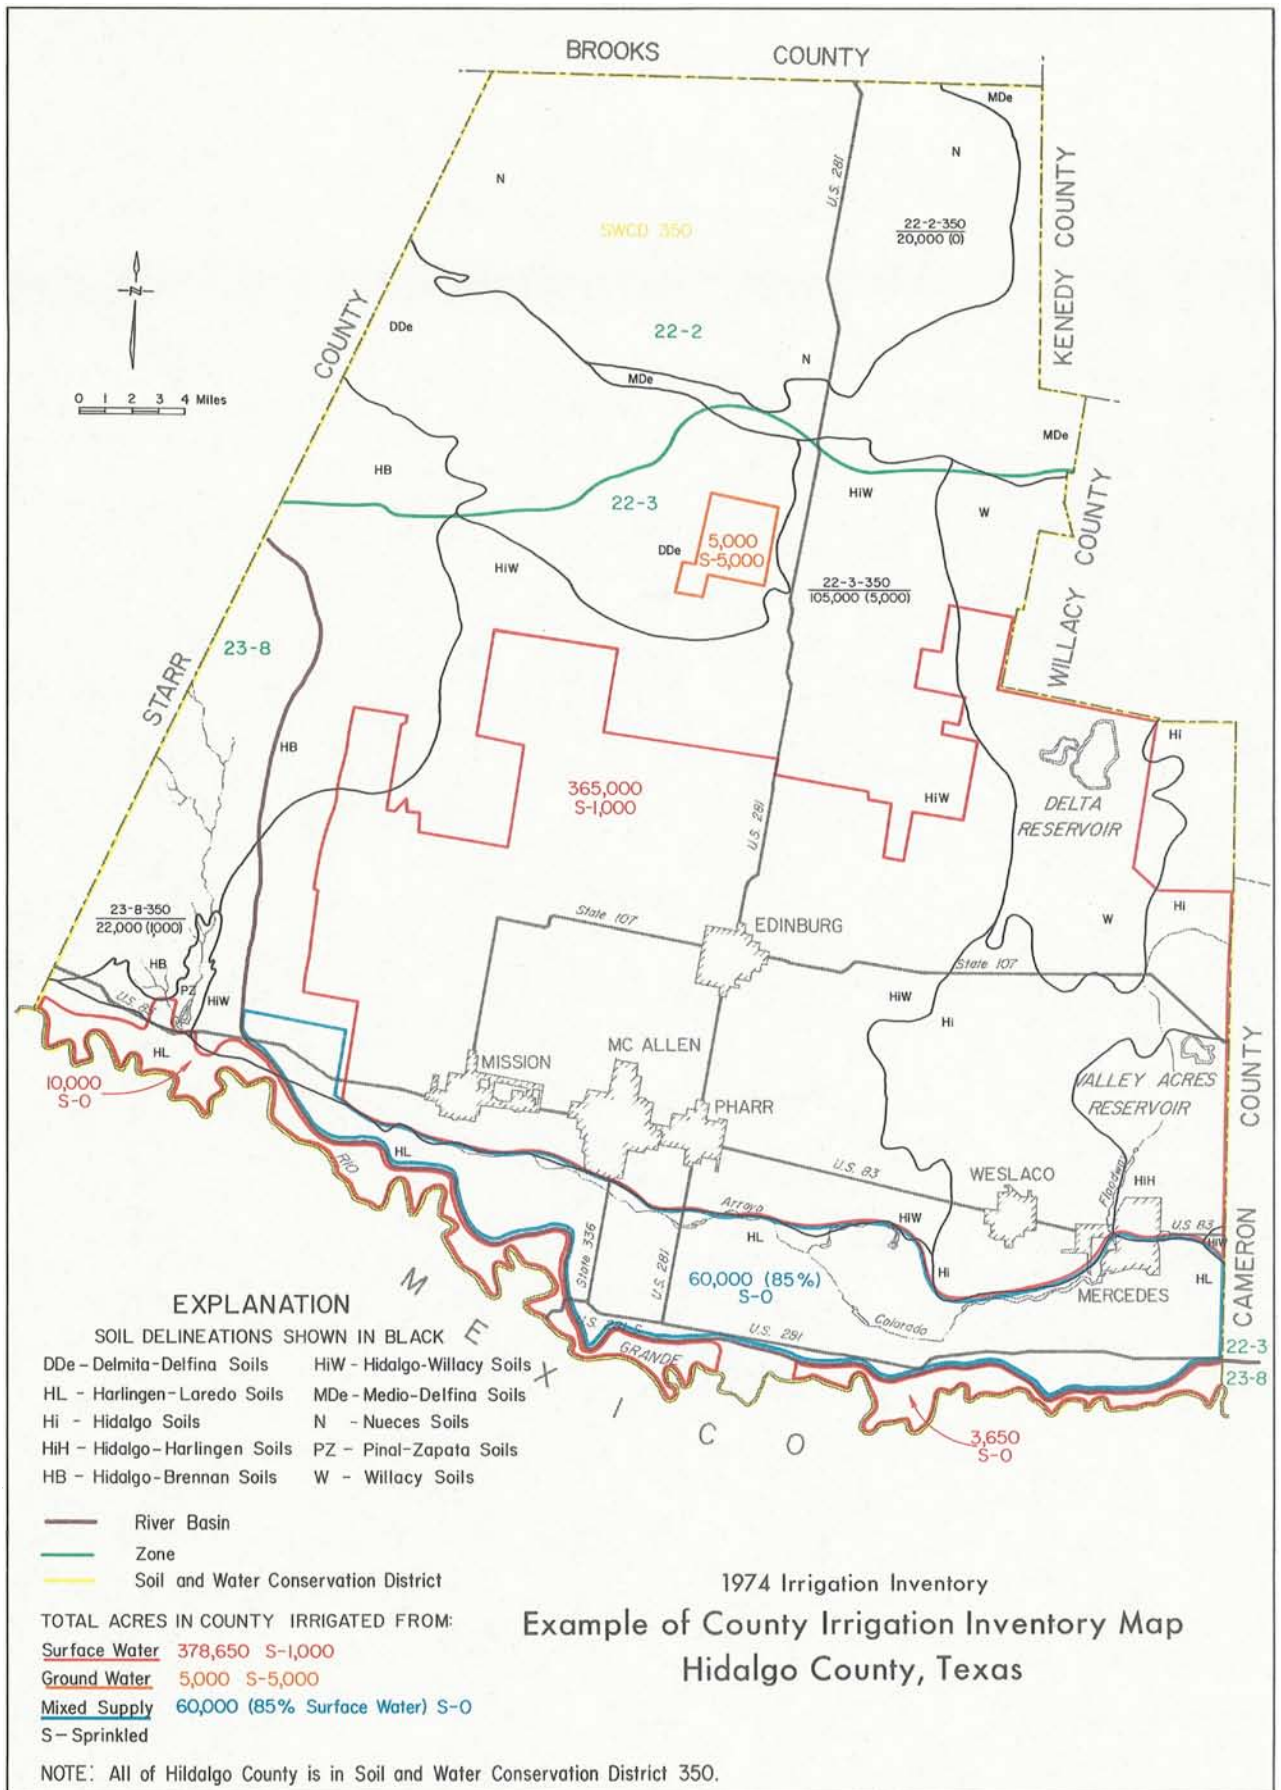 BROOKS COUNTY
MDe
N
N
U.S. 281
KENEDY COUNTY
SWCD 350
22-2-350
20,000 (0)
N
COUNTY
DDe
22-2
N
MDe
0 1 2 3 4 Miles
MDe
HB
22-3
HiW
W
WILLACY COUNTY
5,000
S-5,000
DDe
HiW
22-3-350
105,000 (5,000)
23-8
STARR
HB
Hi
365,000
S-1,000
HiW
DELTA
RESERVOIR
U.S. 281
23-8-350
22,000 (1,000)
State 107
EDINBURG
W
Hi
HB
State 107
PZ
U.S. 83
HiW
HiW
Hi
HL
MISSION
MC ALLEN
VALLEY ACRES
RESERVOIR
COUNTY
10,000
S-0
PHARR
HL
RIO
U.S. 83
WESLACO
Floodway
HiH
Arroyo
HiW
U.S. 83
HL
State 336
HiW
U.S. 281
60,000 (85%)
S-0
Hi
HL
MERCEDES
CAMERON
MEXICO
Colorado
U.S. 281
GRANDE
22-3
23-8
3,650
S-0
EXPLANATION
SOIL DELINEATIONS SHOWN IN BLACK
DDe - Delmita-Delfina Soils HiW - Hidalgo-Willacy Soils
HL - Harlingen-Laredo Soils MDe - Medio-Delfina Soils
Hi - Hidalgo Soils N - Nueces Soils
HiH - Hidalgo-Harlingen Soils PZ - Pinal-Zapata Soils
HB - Hidalgo-Brennan Soils W - Willacy Soils
River Basin
Zone
Soil and Water Conservation District
TOTAL ACRES IN COUNTY IRRIGATED FROM:
Surface Water 378,650 S-1,000
Ground Water 5,000 S-5,000
Mixed Supply 60,000 (85% Surface Water) S-0
S - Sprinkled
NOTE: All of Hildalgo County is in Soil and Water Conservation District 350.
1974 Irrigation Inventory
Example of County Irrigation Inventory Map
Hidalgo County, Texas